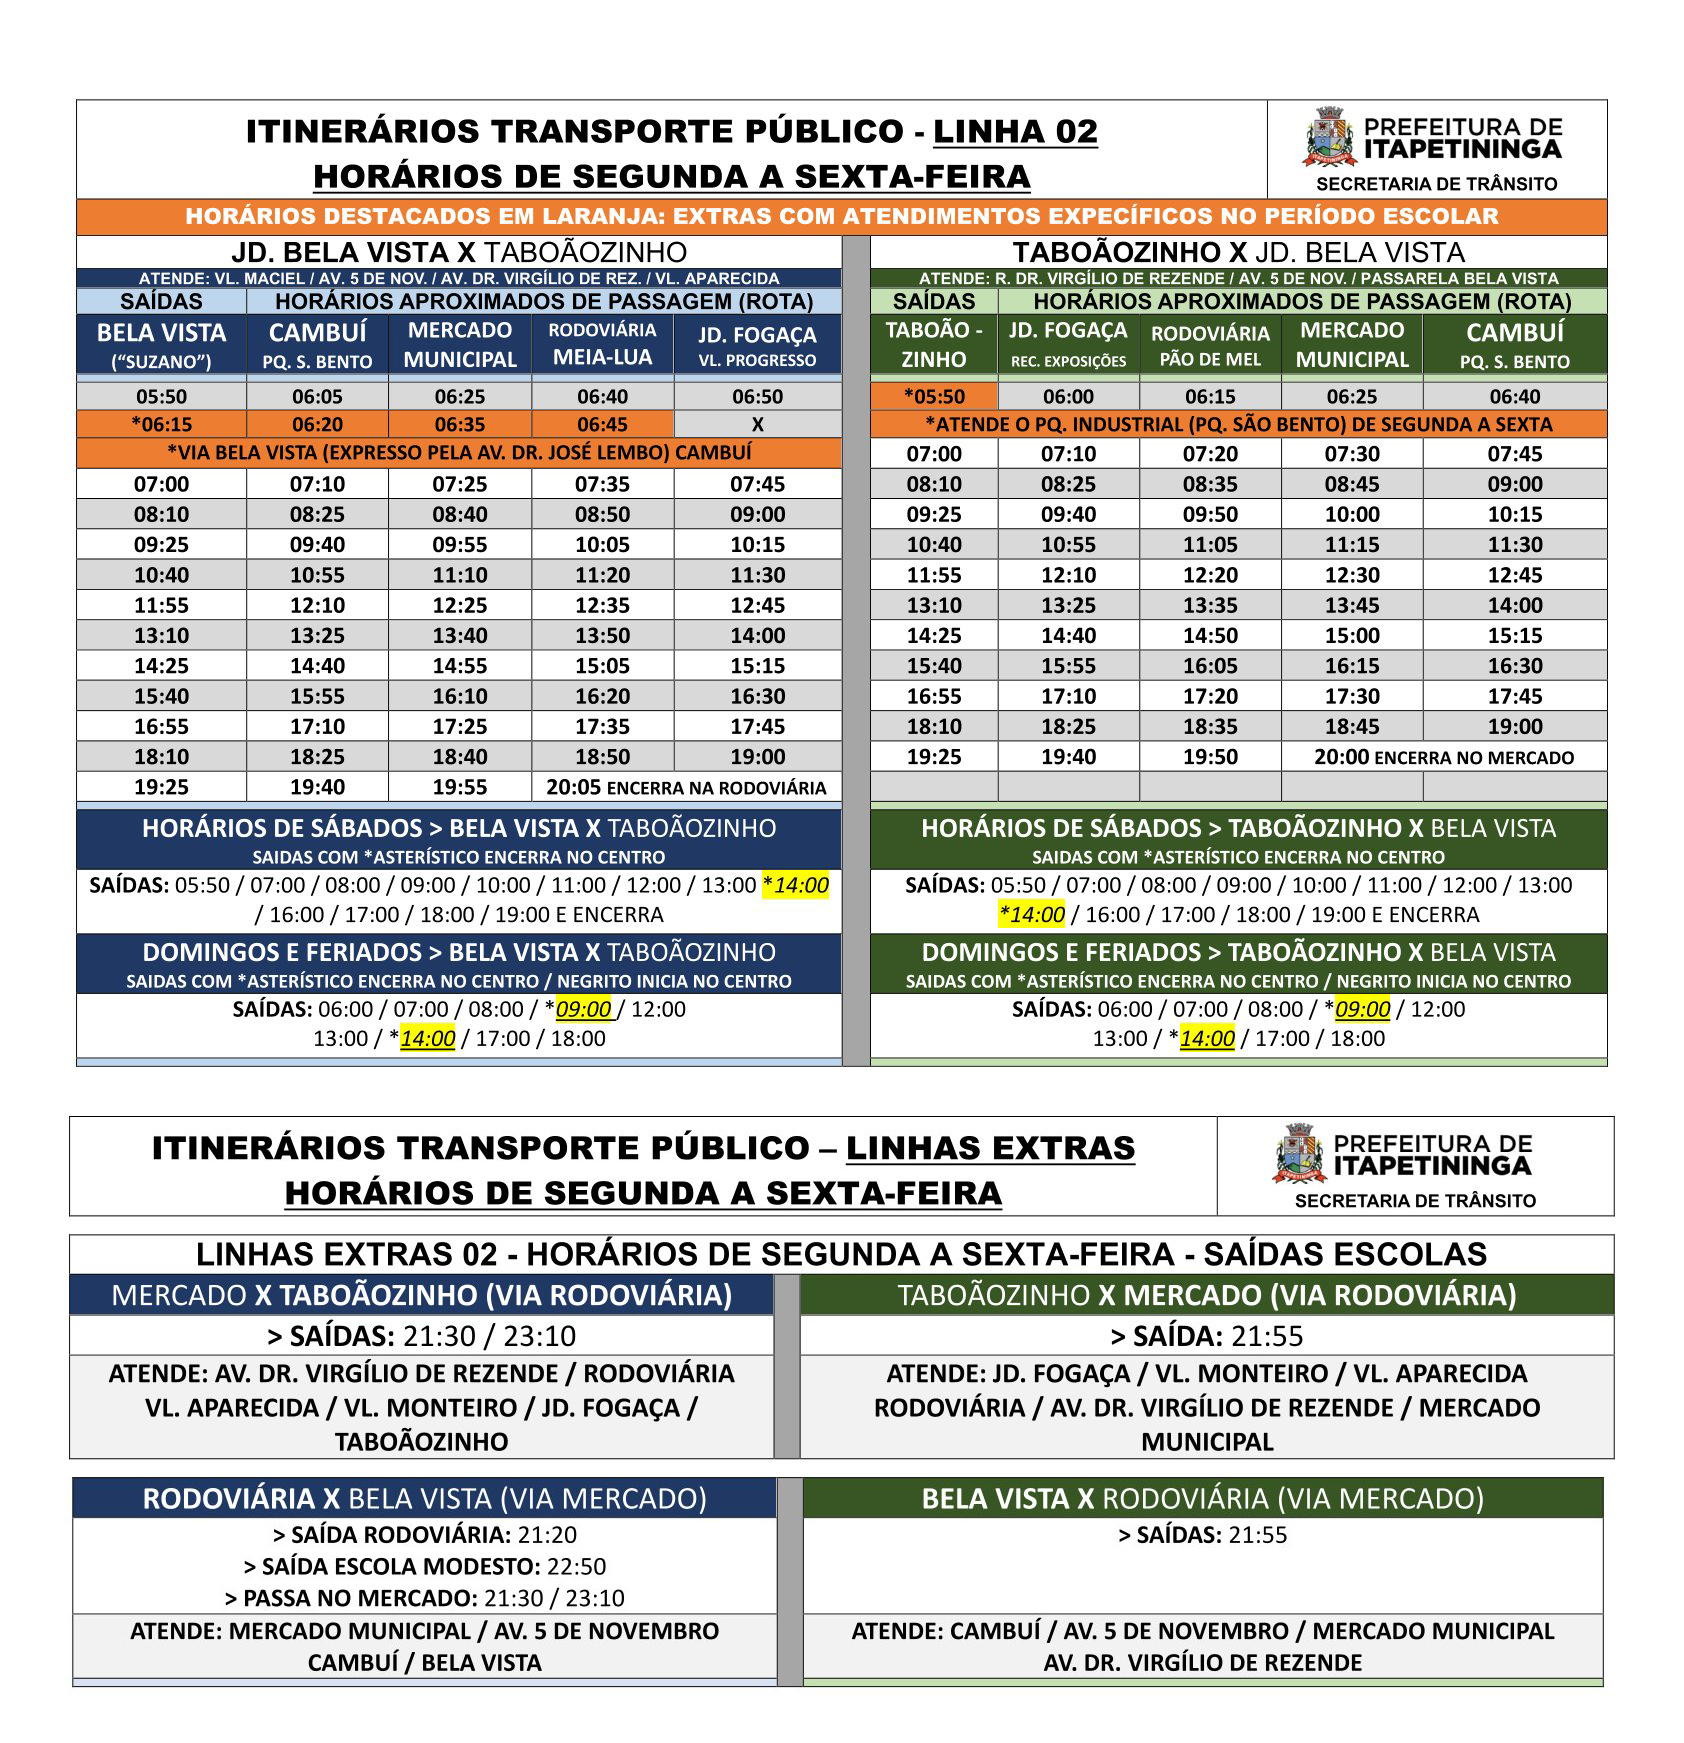 ITINERÁRIOS TRANSPORTE PÚBLICO - LINHA 02
HORÁRIOS DE SEGUNDA A SEXTA-FEIRA
ITAPETININGA
PREFEITURA DE
ITAPETININGA
SECRETARIA DE TRÂNSITO
HORÁRIOS DESTACADOS EM LARANJA: EXTRAS COM ATENDIMENTOS EXPECÍFICOS NO PERÍODO ESCOLAR
JD. BELA VISTA X TABOÃOZINHO
ATENDE: VL. MACIEL / AV. 5 DE NOV. / AV. DR. VIRGÍLIO DE REZ. / VL. APARECIDA
SAÍDAS HORÁRIOS APROXIMADOS DE PASSAGEM (ROTA)
BELA VISTA CAMBUÍ MERCADO RODOVIÁRIA JD. FOGAÇA
(“SUZANO”) PQ. S. BENTO MUNICIPAL MEIA-LUA VL. PROGRESSO
05:50 06:05 06:25 06:40 06:50
*06:15 06:20 06:35 06:45 X
*VIA BELA VISTA (EXPRESSO PELA AV. DR. JOSÉ LEMBO) CAMBUÍ
07:00 07:10 07:25 07:35 07:45
08:10 08:25 08:40 08:50 09:00
09:25 09:40 09:55 10:05 10:15
10:40 10:55 11:10 11:20 11:30
11:55 12:10 12:25 12:35 12:45
13:10 13:25 13:40 13:50 14:00
14:25 14:40 14:55 15:05 15:15
15:40 15:55 16:10 16:20 16:30
16:55 17:10 17:25 17:35 17:45
18:10 18:25 18:40 18:50 19:00
19:25 19:40 19:55 20:05 ENCERRA NA RODOVIÁRIA
HORÁRIOS DE SÁBADOS > BELA VISTA X TABOÃOZINHO
SAIDAS COM *ASTERÍSTICO ENCERRA NO CENTRO
SAÍDAS: 05:50 / 07:00 / 08:00 / 09:00 / 10:00 / 11:00 / 12:00 / 13:00 *14:00
/ 16:00 / 17:00 / 18:00 / 19:00 E ENCERRA
DOMINGOS E FERIADOS > BELA VISTA X TABOÃOZINHO
SAIDAS COM *ASTERÍSTICO ENCERRA NO CENTRO / NEGRITO INICIA NO CENTRO
SAÍDAS: 06:00 / 07:00 / 08:00 / *09:00 / 12:00
13:00 / *14:00 / 17:00 / 18:00
TABOÃOZINHO X JD. BELA VISTA
ATENDE: R. DR. VIRGÍLIO DE REZENDE / AV. 5 DE NOV. / PASSARELA BELA VISTA
SAÍDAS HORÁRIOS APROXIMADOS DE PASSAGEM (ROTA)
TABOÃO - JD. FOGAÇA RODOVIÁRIA MERCADO CAMBUÍ
ZINHO REC. EXPOSIÇÕES PÃO DE MEL MUNICIPAL PQ. S. BENTO
*05:50 06:00 06:15 06:25 06:40
*ATENDE O PQ. INDUSTRIAL (PQ. SÃO BENTO) DE SEGUNDA A SEXTA
07:00 07:10 07:20 07:30 07:45
08:10 08:25 08:35 08:45 09:00
09:25 09:40 09:50 10:00 10:15
10:40 10:55 11:05 11:15 11:30
11:55 12:10 12:20 12:30 12:45
13:10 13:25 13:35 13:45 14:00
14:25 14:40 14:50 15:00 15:15
15:40 15:55 16:05 16:15 16:30
16:55 17:10 17:20 17:30 17:45
18:10 18:25 18:35 18:45 19:00
19:25 19:40 19:50 20:00 ENCERRA NO MERCADO
HORÁRIOS DE SÁBADOS > TABOÃOZINHO X BELA VISTA
SAIDAS COM *ASTERÍSTICO ENCERRA NO CENTRO
SAÍDAS: 05:50 / 07:00 / 08:00 / 09:00 / 10:00 / 11:00 / 12:00 / 13:00
*14:00 / 16:00 / 17:00 / 18:00 / 19:00 E ENCERRA
DOMINGOS E FERIADOS > TABOÃOZINHO X BELA VISTA
SAIDAS COM *ASTERÍSTICO ENCERRA NO CENTRO / NEGRITO INICIA NO CENTRO
SAÍDAS: 06:00 / 07:00 / 08:00 / *09:00 / 12:00
13:00 / *14:00 / 17:00 / 18:00
ITINERÁRIOS TRANSPORTE PÚBLICO – LINHAS EXTRAS
HORÁRIOS DE SEGUNDA A SEXTA-FEIRA
ITAPETININGA
PREFEITURA DE
ITAPETININGA
SECRETARIA DE TRÂNSITO
LINHAS EXTRAS 02 - HORÁRIOS DE SEGUNDA A SEXTA-FEIRA - SAÍDAS ESCOLAS
MERCADO X TABOÃOZINHO (VIA RODOVIÁRIA)
> SAÍDAS: 21:30 / 23:10
ATENDE: AV. DR. VIRGÍLIO DE REZENDE / RODOVIÁRIA
VL. APARECIDA / VL. MONTEIRO / JD. FOGAÇA /
TABOÃOZINHO
TABOÃOZINHO X MERCADO (VIA RODOVIÁRIA)
> SAÍDA: 21:55
ATENDE: JD. FOGAÇA / VL. MONTEIRO / VL. APARECIDA
RODOVIÁRIA / AV. DR. VIRGÍLIO DE REZENDE / MERCADO
MUNICIPAL
RODOVIÁRIA X BELA VISTA (VIA MERCADO)
> SAÍDA RODOVIÁRIA: 21:20
> SAÍDA ESCOLA MODESTO: 22:50
> PASSA NO MERCADO: 21:30 / 23:10
ATENDE: MERCADO MUNICIPAL / AV. 5 DE NOVEMBRO
CAMBUÍ / BELA VISTA
BELA VISTA X RODOVIÁRIA (VIA MERCADO)
> SAÍDAS: 21:55
ATENDE: CAMBUÍ / AV. 5 DE NOVEMBRO / MERCADO MUNICIPAL
AV. DR. VIRGÍLIO DE REZENDE